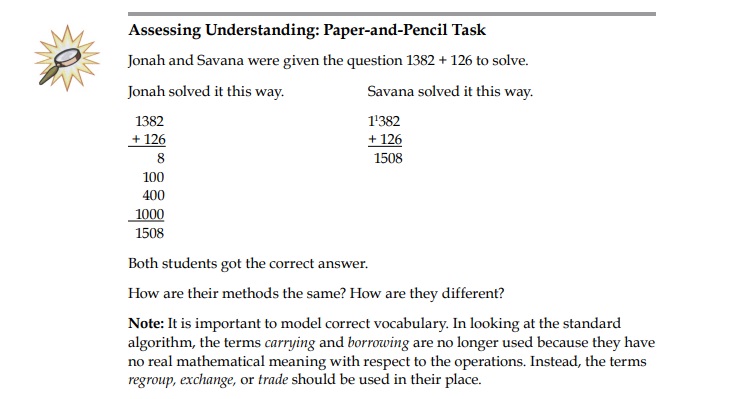 Assessing Understanding: Paper-and-Pencil Task
Jonah and Savana were given the question 1382 + 126 to solve.
Jonah solved it this way. Savana solved it this way.
1382 1¹382
+ 126 + 126
8 1508
100
400
1000
1508
Both students got the correct answer.
How are their methods the same? How are they different?
Note: It is important to model correct vocabulary. In looking at the standard
algorithm, the terms carrying and borrowing are no longer used because they have
no real mathematical meaning with respect to the operations. Instead, the terms
regroup, exchange, or trade should be used in their place.